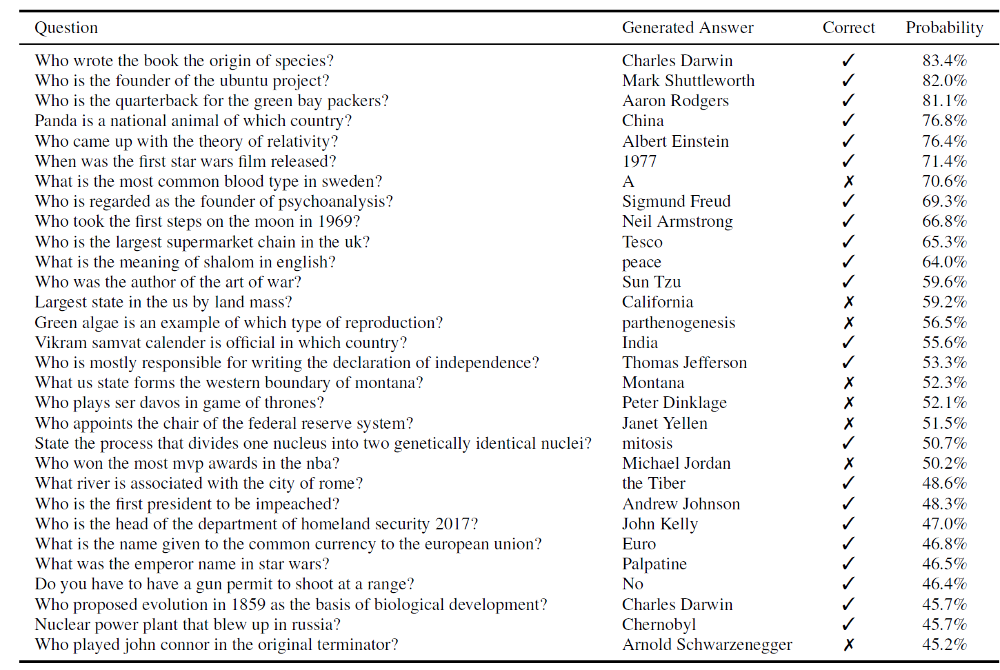 Question Generated Answer Correct Probability
Who wrote the book the origin of species? Charles Darwin ✓ 83.4%
Who is the founder of the ubuntu project? Mark Shuttleworth ✓ 82.0%
Who is the quarterback for the green bay packers? Aaron Rodgers ✓ 81.1%
Panda is a national animal of which country? China ✓ 76.8%
Who came up with the theory of relativity? Albert Einstein ✓ 76.4%
When was the first star wars film released? 1977 ✓ 71.4%
What is the most common blood type in sweden? A ✗ 70.6%
Who is regarded as the founder of psychoanalysis? Sigmund Freud ✓ 69.3%
Who took the first steps on the moon in 1969? Neil Armstrong ✓ 66.8%
Who is the largest supermarket chain in the uk? Tesco ✓ 65.3%
What is the meaning of shalom in english? peace ✓ 64.0%
Who was the author of the art of war? Sun Tzu ✓ 59.6%
Largest state in the us by land mass? California ✗ 59.2%
Green algae is an example of which type of reproduction? parthenogenesis ✗ 56.5%
Vikram samvat calender is official in which country? India ✓ 55.6%
Who is mostly responsible for writing the declaration of independence? Thomas Jefferson ✓ 53.3%
What us state forms the western boundary of montana? Montana ✗ 52.3%
Who plays ser davos in game of thrones? Peter Dinklage ✗ 52.1%
Who appoints the chair of the federal reserve system? Janet Yellen ✗ 51.5%
State the process that divides one nucleus into two genetically identical nuclei? mitosis ✓ 50.7%
Who won the most mvp awards in the nba? Michael Jordan ✗ 50.2%
What river is associated with the city of rome? the Tiber ✓ 48.6%
Who is the first president to be impeached? Andrew Johnson ✓ 48.3%
Who is the head of the department of homeland security 2017? John Kelly ✓ 47.0%
What is the name given to the common currency to the european union? Euro ✓ 46.8%
What was the emperor name in star wars? Palpatine ✓ 46.5%
Do you have to have a gun permit to shoot at a range? No ✓ 46.4%
Who proposed evolution in 1859 as the basis of biological development? Charles Darwin ✓ 45.7%
Nuclear power plant that blew up in russia? Chernobyl ✓ 45.7%
Who played john connor in the original terminator? Arnold Schwarzenegger ✗ 45.2%